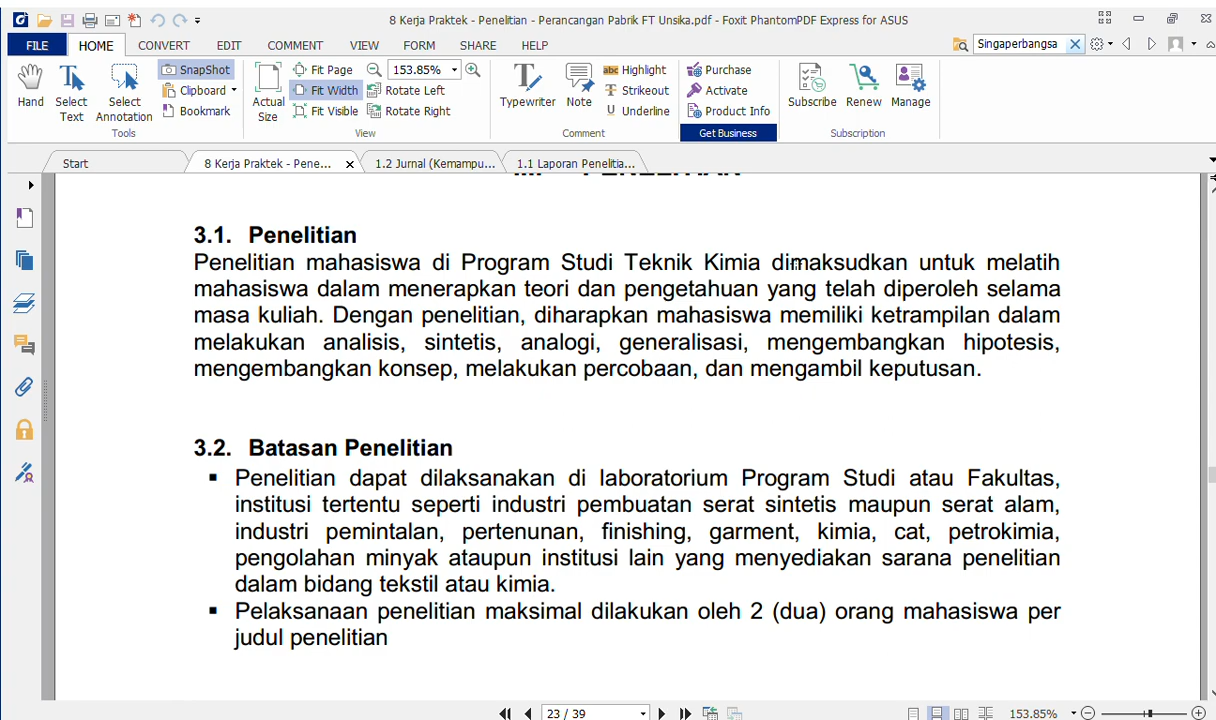 8 Kerja Praktek - Penelitian - Perancangan Pabrik FT Unsika.pdf - Foxit PhantomPDF Express for ASUS
FILE HOME CONVERT EDIT COMMENT VIEW FORM SHARE HELP Singaperbangsa
Hand
Select Text
Select Annotation
SnapShot
Clipboard
Bookmark
Tools
Actual Size
Fit Page
Fit Width
Fit Visible
153.85%
Rotate Left
Rotate Right
View
Typewriter
Note
abc Highlight
Strikeout
Underline
Comment
Purchase
Activate
Product Info
Get Business
Subscribe
Renew
Manage
Subscription
Start 8 Kerja Praktek - Pene... 1.2 Jurnal (Kemampu... 1.1 Laporan Penelitia...
3.1. Penelitian
Penelitian mahasiswa di Program Studi Teknik Kimia dimaksudkan untuk melatih
mahasiswa dalam menerapkan teori dan pengetahuan yang telah diperoleh selama
masa kuliah. Dengan penelitian, diharapkan mahasiswa memiliki ketrampilan dalam
melakukan analisis, sintetis, analogi, generalisasi, mengembangkan hipotesis,
mengembangkan konsep, melakukan percobaan, dan mengambil keputusan.
3.2. Batasan Penelitian
▪ Penelitian dapat dilaksanakan di laboratorium Program Studi atau Fakultas,
institusi tertentu seperti industri pembuatan serat sintetis maupun serat alam,
industri pemintalan, pertenunan, finishing, garment, kimia, cat, petrokimia,
pengolahan minyak ataupun institusi lain yang menyediakan sarana penelitian
dalam bidang tekstil atau kimia.
▪ Pelaksanaan penelitian maksimal dilakukan oleh 2 (dua) orang mahasiswa per
judul penelitian
23 / 39
153.85%